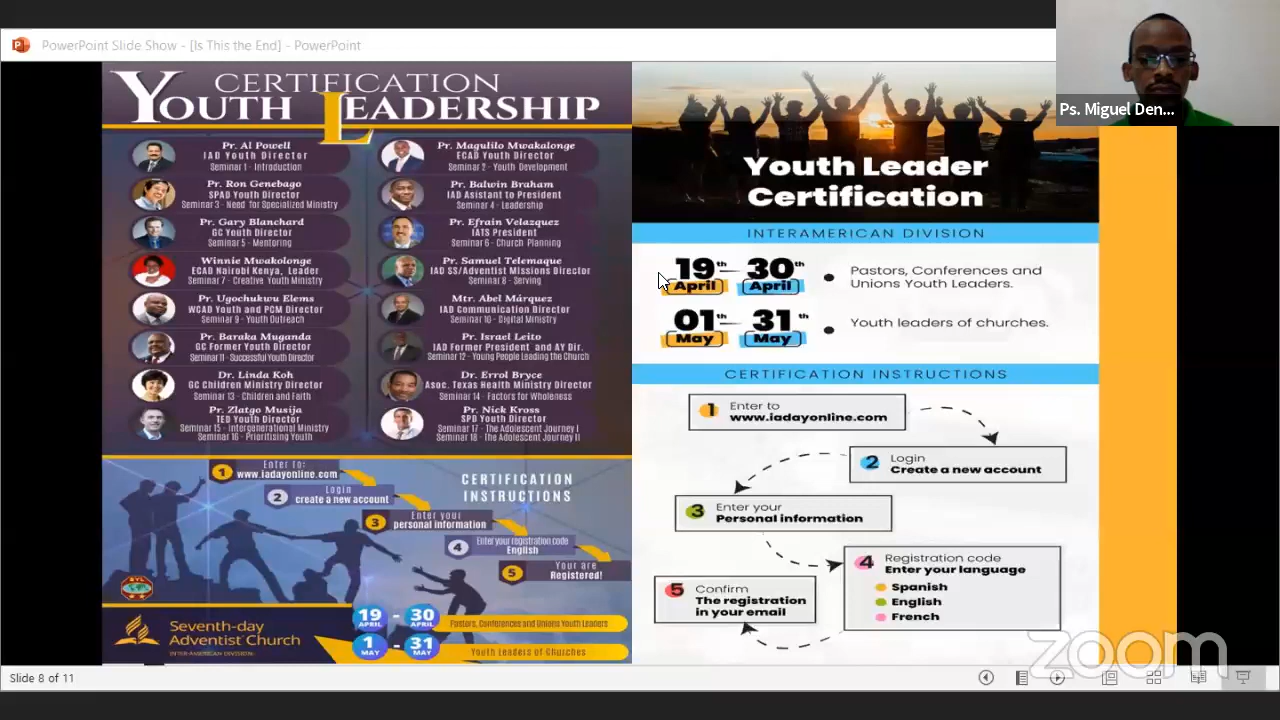 PowerPoint Slide Show - [Is This the End] - PowerPoint
Ps. Miguel Den...
CERTIFICATION
YOUTH LEADERSHIP
Pr. Al Powell
IAD Youth Director
Seminar 1 - Introduction
Pr. Magulilo Mwakalonge
ECAD Youth Director
Seminar 2 - Youth Development
Pr. Ron Genebago
SPAD Youth Director
Seminar 3 - Need for Specialized Ministry
Pr. Balwin Braham
IAD Asistant to President
Seminar 4 - Leadership
Pr. Gary Blanchard
GC Youth Director
Seminar 5 - Mentoring
Pr. Efrain Velazquez
IATS President
Seminar 6 - Church Planning
Winnie Mwakolonge
ECAD Nairobi Kenya, Leader
Seminar 7 - Creative Youth Ministry
Pr. Samuel Telemaque
IAD SS/Adventist Missions Director
Seminar 8 - Serving
Pr. Ugochukwu Elems
WCAD Youth and PCM Director
Seminar 9 - Youth Outreach
Mtr. Abel Márquez
IAD Communication Director
Seminar 10 - Digital Ministry
Pr. Baraka Muganda
GC Former Youth Director
Seminar 11 - Successful Youth Director
Pr. Israel Leito
IAD Former President and AY Dir.
Seminar 12 - Young People Leading the Church
Dr. Linda Koh
GC Children Ministry Director
Seminar 13 - Children and Faith
Dr. Errol Bryce
Asoc. Texas Health Ministry Director
Seminar 14 - Factors for Wholeness
Pr. Zlatgo Musija
TED Youth Director
Seminar 15 - Intergenerational Ministry
Seminar 16 - Prioritising Youth
Pr. Nick Kross
SPD Youth Director
Seminar 17 - The Adolescent Journey I
Seminar 18 - The Adolescent Journey II
CERTIFICATION
INSTRUCTIONS
1 Enter to:
www.iadayonline.com
2 Login
create a new account
3 Enter your
personal information
4 Enter your registration code
English
5 Your are
Registered!
Seventh-day
Adventist Church
INTER-AMERICAN DIVISION
19 APRIL - 30 APRIL
Pastors, Conferences and Unions Youth Leaders
1 MAY - 31 MAY
Youth Leaders of Churches
Youth Leader
Certification
INTERAMERICAN DIVISION
19th - 30th
April April
Pastors, Conferences and
Unions Youth Leaders.
01th - 31th
May May
Youth leaders of churches.
CERTIFICATION INSTRUCTIONS
1 Enter to
www.iadayonline.com
2 Login
Create a new account
3 Enter your
Personal information
4 Registration code
Enter your language
Spanish
English
French
5 Confirm
The registration
in your email
zoom
Slide 8 of 11